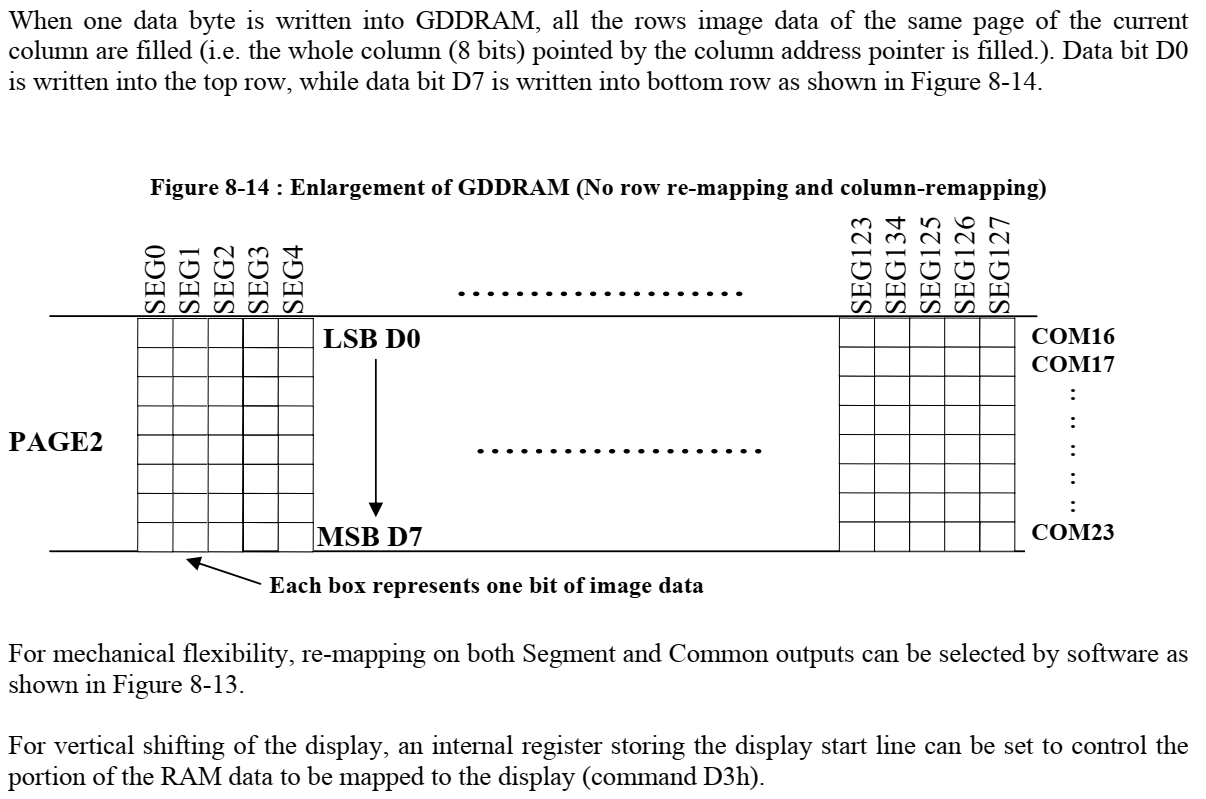 When one data byte is written into GDDRAM, all the rows image data of the same page of the current
column are filled (i.e. the whole column (8 bits) pointed by the column address pointer is filled.). Data bit D0
is written into the top row, while data bit D7 is written into bottom row as shown in Figure 8-14.
Figure 8-14 : Enlargement of GDDRAM (No row re-mapping and column-remapping)
SEG0
SEG1
SEG2
SEG3
SEG4
....................
SEG123
SEG134
SEG125
SEG126
SEG127
LSB D0
COM16
COM17
PAGE2
....................
:
:
:
:
:
MSB D7
COM23
Each box represents one bit of image data
For mechanical flexibility, re-mapping on both Segment and Common outputs can be selected by software as
shown in Figure 8-13.
For vertical shifting of the display, an internal register storing the display start line can be set to control the
portion of the RAM data to be mapped to the display (command D3h).